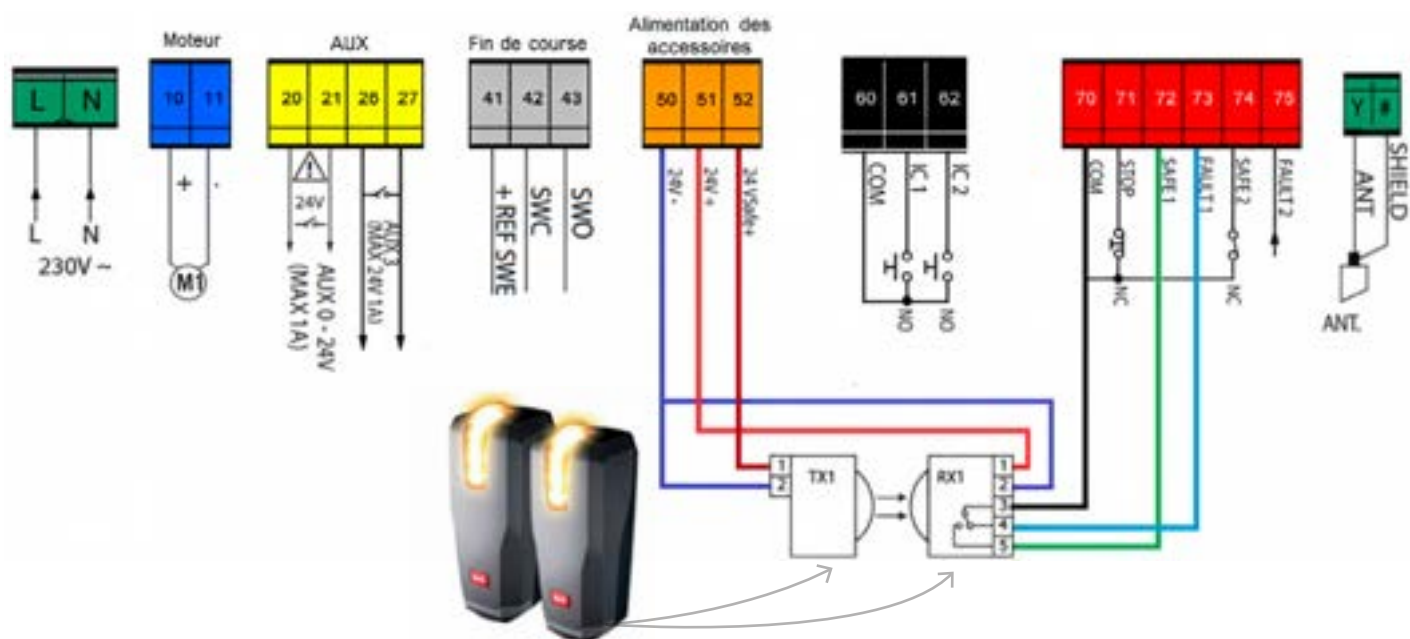 Moteur
AUX
Fin de course
Alimentation des
accessoires
L N
10 11
20 21 26 27
41 42 43
50 51 52
60 61 62
70 71 72 73 74 75
Y #
L N
230V ~
+ -
M1
24V
AUX 0 - 24V
(MAX 1A)
AUX 3
(MAX 24V 1A)
+ REF SWE
SWC
SWO
24V -
24V +
24 VSafe+
COM
IC 1
IC 2
NO
NO
COM
STOP
SAFE 1
FAULT 1
SAFE 2
FAULT 2
NC
NC
ANT
SHIELD
ANT.
1
2
TX1
RX1
1
2
3
4
5